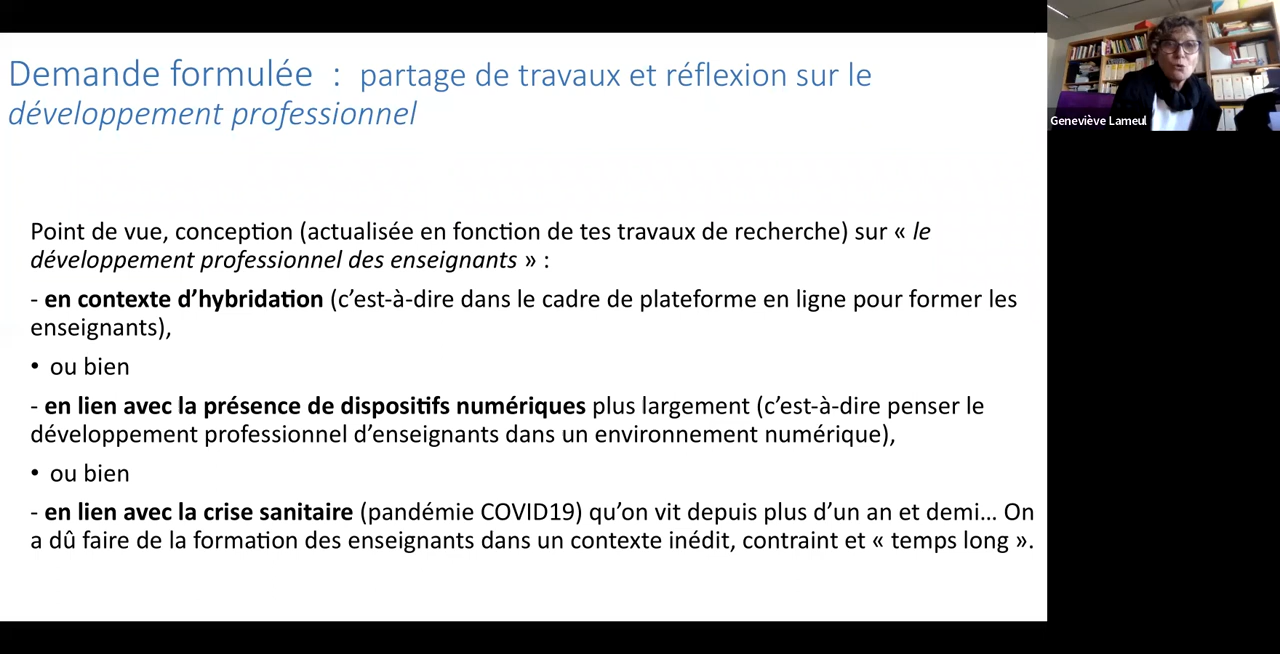 Demande formulée : partage de travaux et réflexion sur le
développement professionnel
Geneviève Lameul
Point de vue, conception (actualisée en fonction de tes travaux de recherche) sur « le
développement professionnel des enseignants » :
- en contexte d’hybridation (c’est-à-dire dans le cadre de plateforme en ligne pour former les
enseignants),
• ou bien
- en lien avec la présence de dispositifs numériques plus largement (c’est-à-dire penser le
développement professionnel d’enseignants dans un environnement numérique),
• ou bien
- en lien avec la crise sanitaire (pandémie COVID19) qu’on vit depuis plus d’un an et demi... On
a dû faire de la formation des enseignants dans un contexte inédit, contraint et « temps long ».